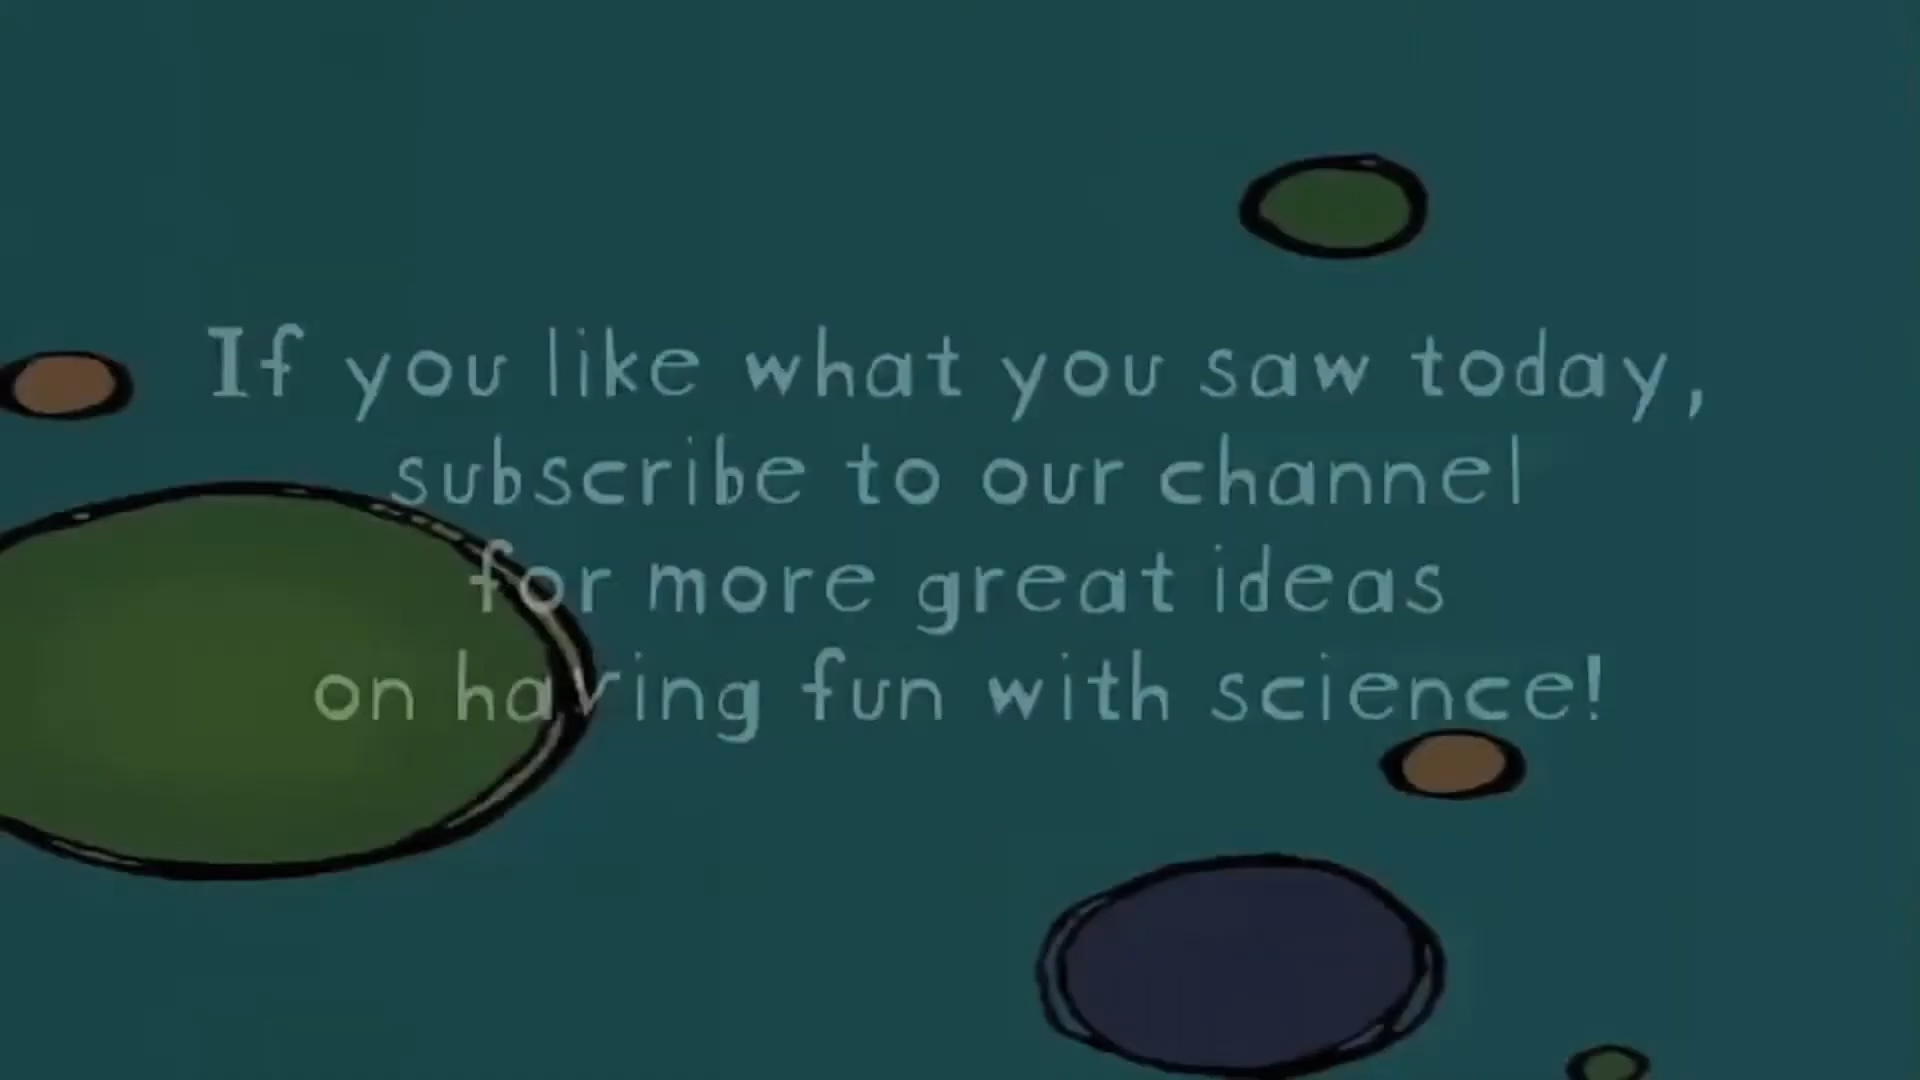 If you like what you saw today,
subscribe to our channel
for more great ideas
on having fun with science!